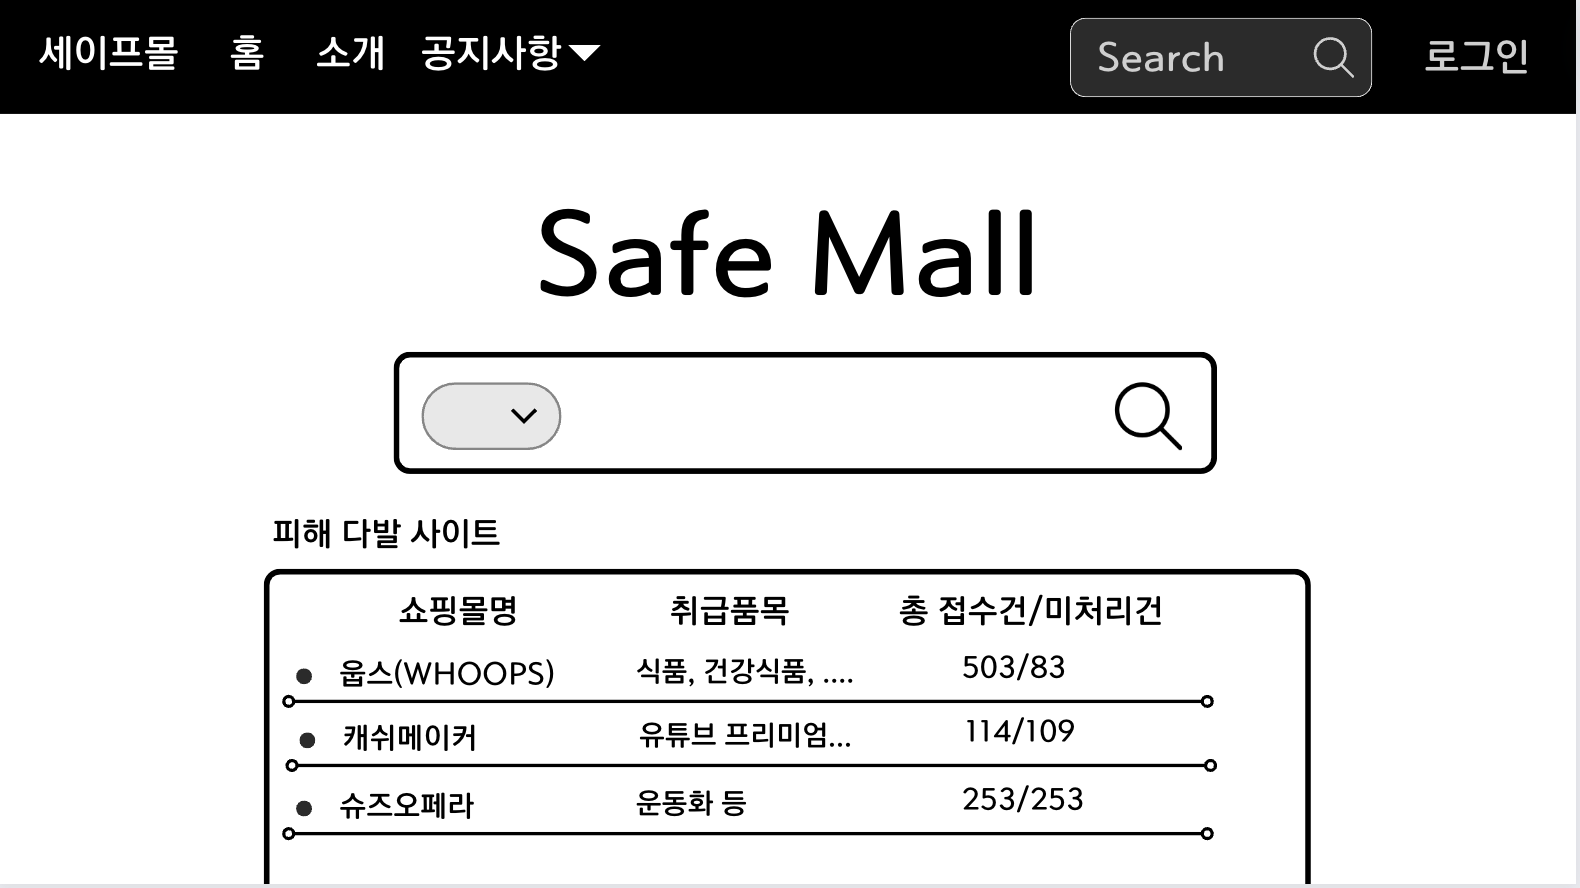 세이프몰 홈 소개 공지사항 Search 로그인
Safe Mall
피해 다발 사이트
쇼핑몰명 취급품목 총 접수건/미처리건
웁스(WHOOPS) 식품, 건강식품, .... 503/83
캐쉬메이커 유튜브 프리미엄... 114/109
슈즈오페라 운동화 등 253/253